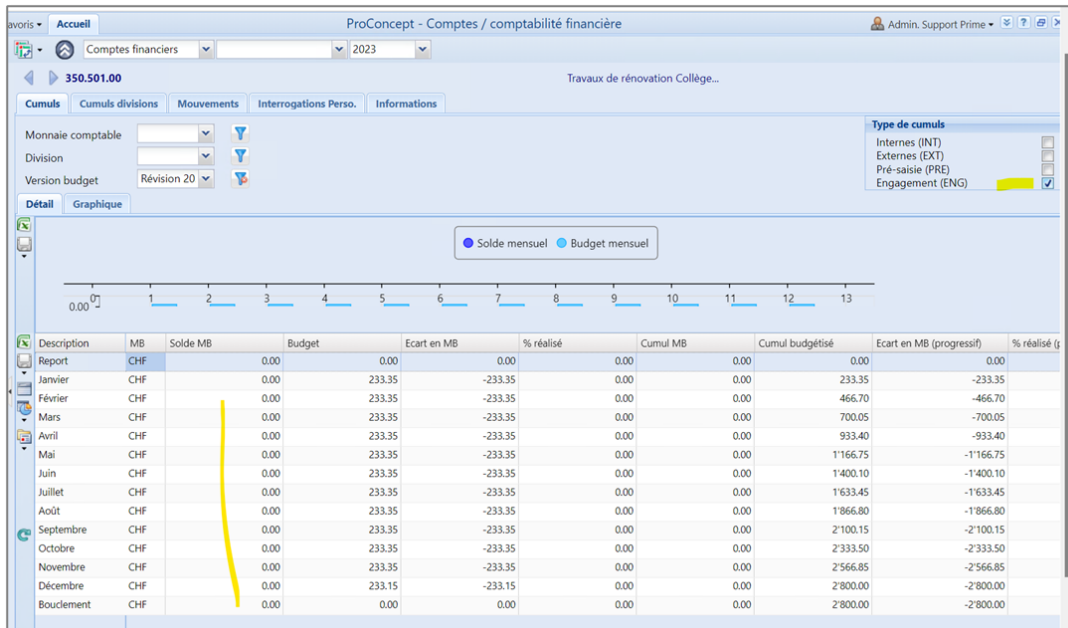 avoris Accueil ProConcept - Comptes / comptabilité financière Admin. Support Prime
Comptes financiers 2023
350.501.00 Travaux de rénovation Collège...
Cumuls Cumuls divisions Mouvements Interrogations Perso. Informations
Type de cumuls
Monnaie comptable
Division
Version budget Révision 20
Internes (INT)
Externes (EXT)
Pré-saisie (PRE)
Engagement (ENG)
Détail Graphique
Solde mensuel Budget mensuel
0.00
0 1 2 3 4 5 6 7 8 9 10 11 12 13
Description MB Solde MB Budget Ecart en MB % réalisé Cumul MB Cumul budgétisé Ecart en MB (progressif) % réalisé (p
Report CHF 0.00 0.00 0.00 0.00 0.00 0.00 0.00
Janvier CHF 0.00 233.35 -233.35 0.00 0.00 233.35 -233.35
Février CHF 0.00 233.35 -233.35 0.00 0.00 466.70 -466.70
Mars CHF 0.00 233.35 -233.35 0.00 0.00 700.05 -700.05
Avril CHF 0.00 233.35 -233.35 0.00 0.00 933.40 -933.40
Mai CHF 0.00 233.35 -233.35 0.00 0.00 1'166.75 -1'166.75
Juin CHF 0.00 233.35 -233.35 0.00 0.00 1'400.10 -1'400.10
Juillet CHF 0.00 233.35 -233.35 0.00 0.00 1'633.45 -1'633.45
Août CHF 0.00 233.35 -233.35 0.00 0.00 1'866.80 -1'866.80
Septembre CHF 0.00 233.35 -233.35 0.00 0.00 2'100.15 -2'100.15
Octobre CHF 0.00 233.35 -233.35 0.00 0.00 2'333.50 -2'333.50
Novembre CHF 0.00 233.35 -233.35 0.00 0.00 2'566.85 -2'566.85
Décembre CHF 0.00 233.15 -233.15 0.00 0.00 2'800.00 -2'800.00
Bouclement CHF 0.00 0.00 0.00 0.00 0.00 2'800.00 -2'800.00